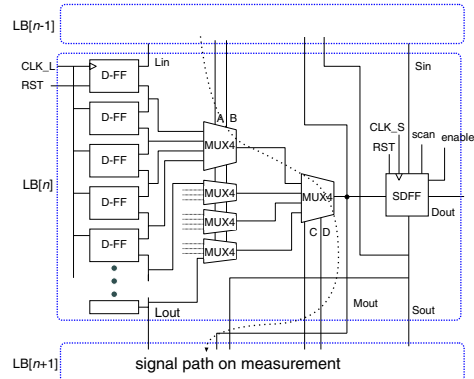 LB[n-1]
CLK_L
Lin
Sin
RST
D-FF
A B
CLK_S
scan
enable
D-FF
RST
MUX4
D-FF
LB[n]
MUX4
MUX4
SDFF
D-FF
Dout
MUX4
C D
D-FF
MUX4
Lout
Mout
Sout
LB[n+1]
signal path on measurement